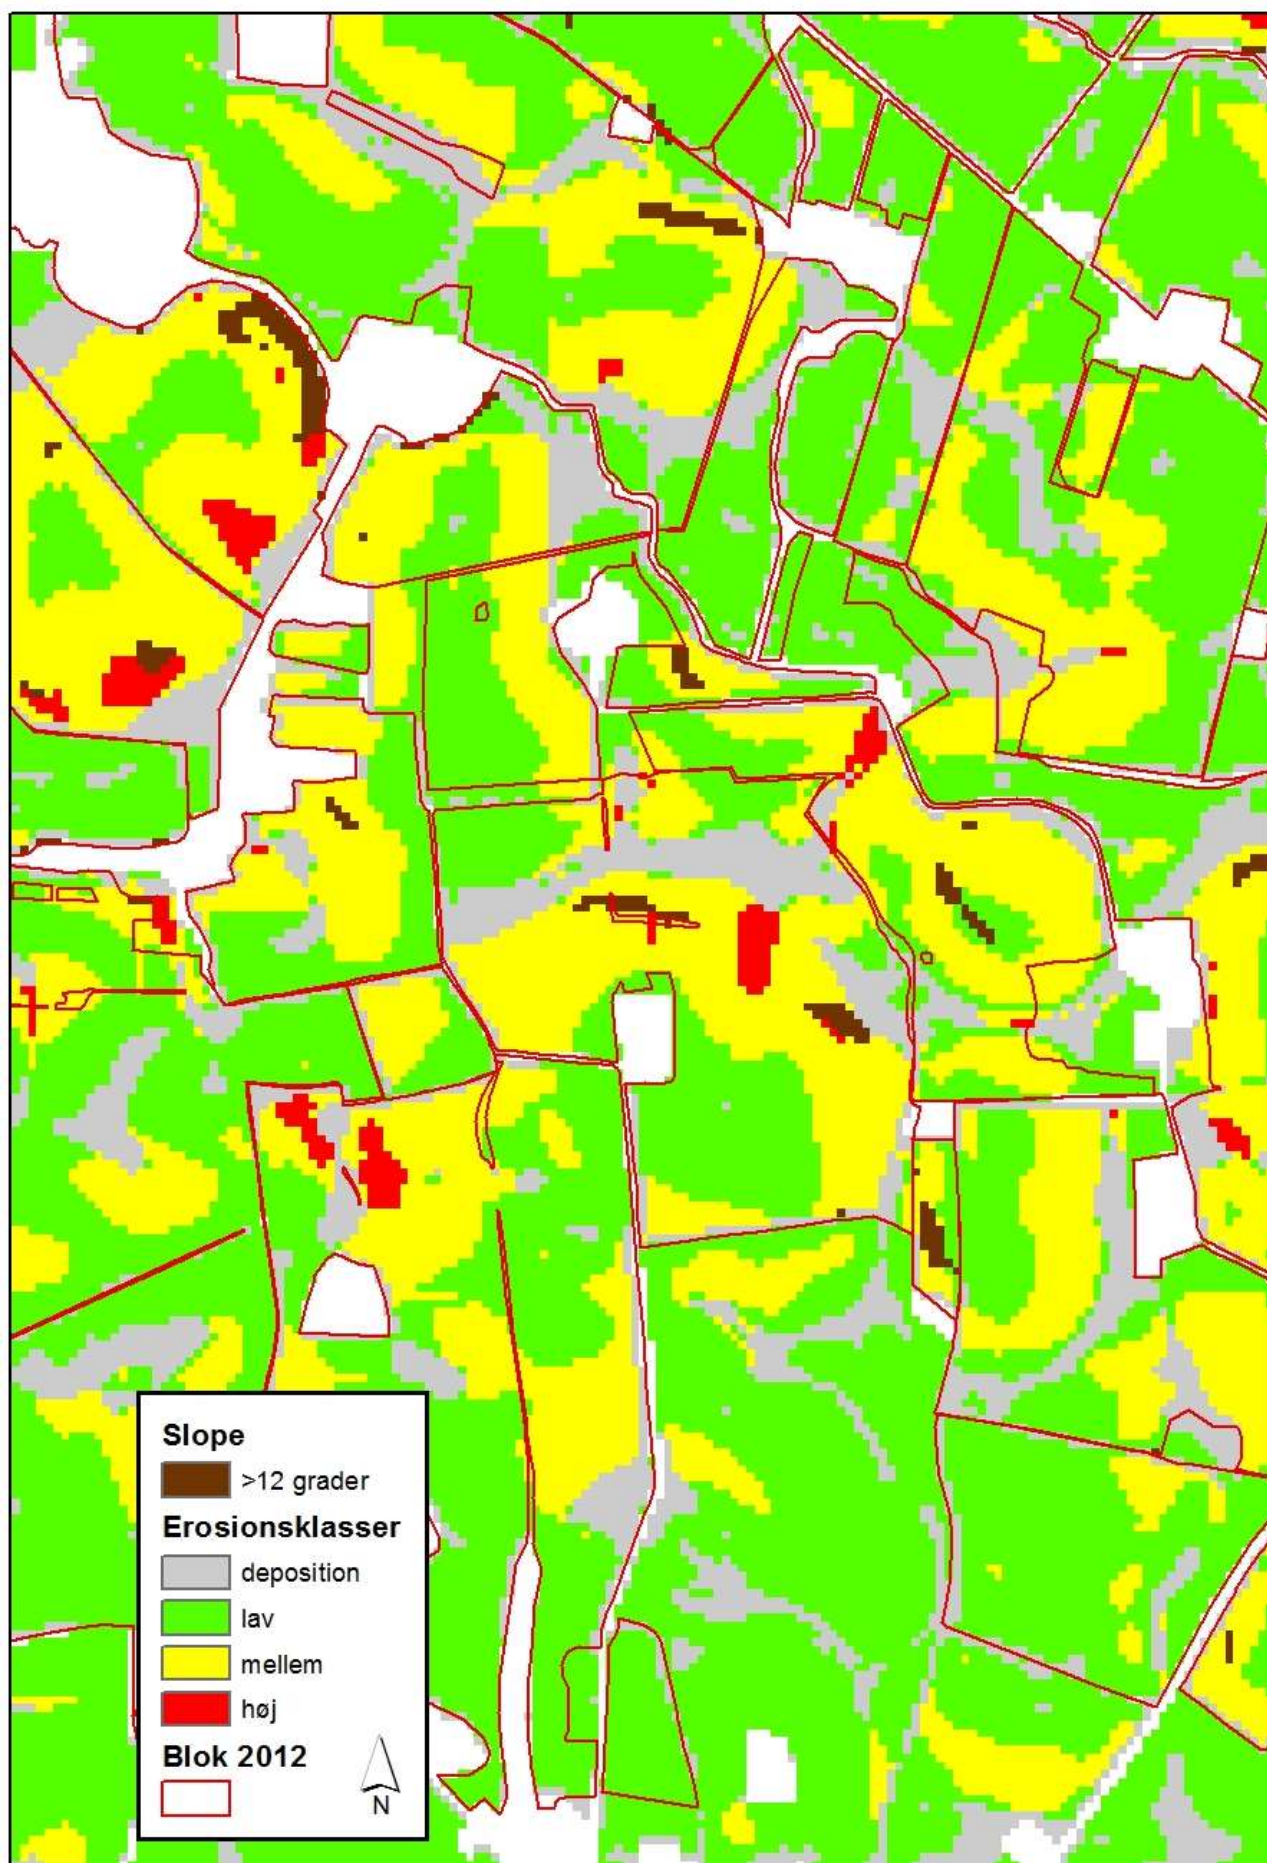 Slope
>12 grader
Erosionsklasser
deposition
lav
mellem
høj
Blok 2012
N